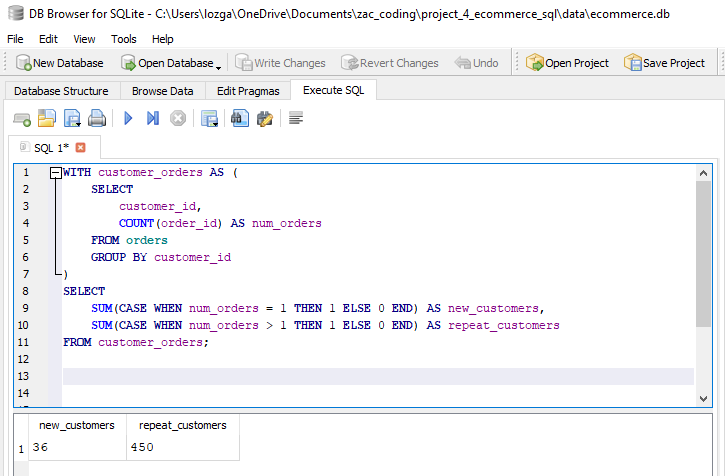 DB Browser for SQLite - C:\Users\lozga\OneDrive\Documents\zac_coding\project_4_ecommerce_sql\data\ecommerce.db
File Edit View Tools Help
New Database Open Database Write Changes Revert Changes Undo Open Project Save Project
Database Structure Browse Data Edit Pragmas Execute SQL
SQL 1*
1 WITH customer_orders AS (
2 SELECT
3 customer_id,
4 COUNT(order_id) AS num_orders
5 FROM orders
6 GROUP BY customer_id
7 )
8 SELECT
9 SUM(CASE WHEN num_orders = 1 THEN 1 ELSE 0 END) AS new_customers,
10 SUM(CASE WHEN num_orders > 1 THEN 1 ELSE 0 END) AS repeat_customers
11 FROM customer_orders;
12
13
14
new_customers repeat_customers
1 36 450